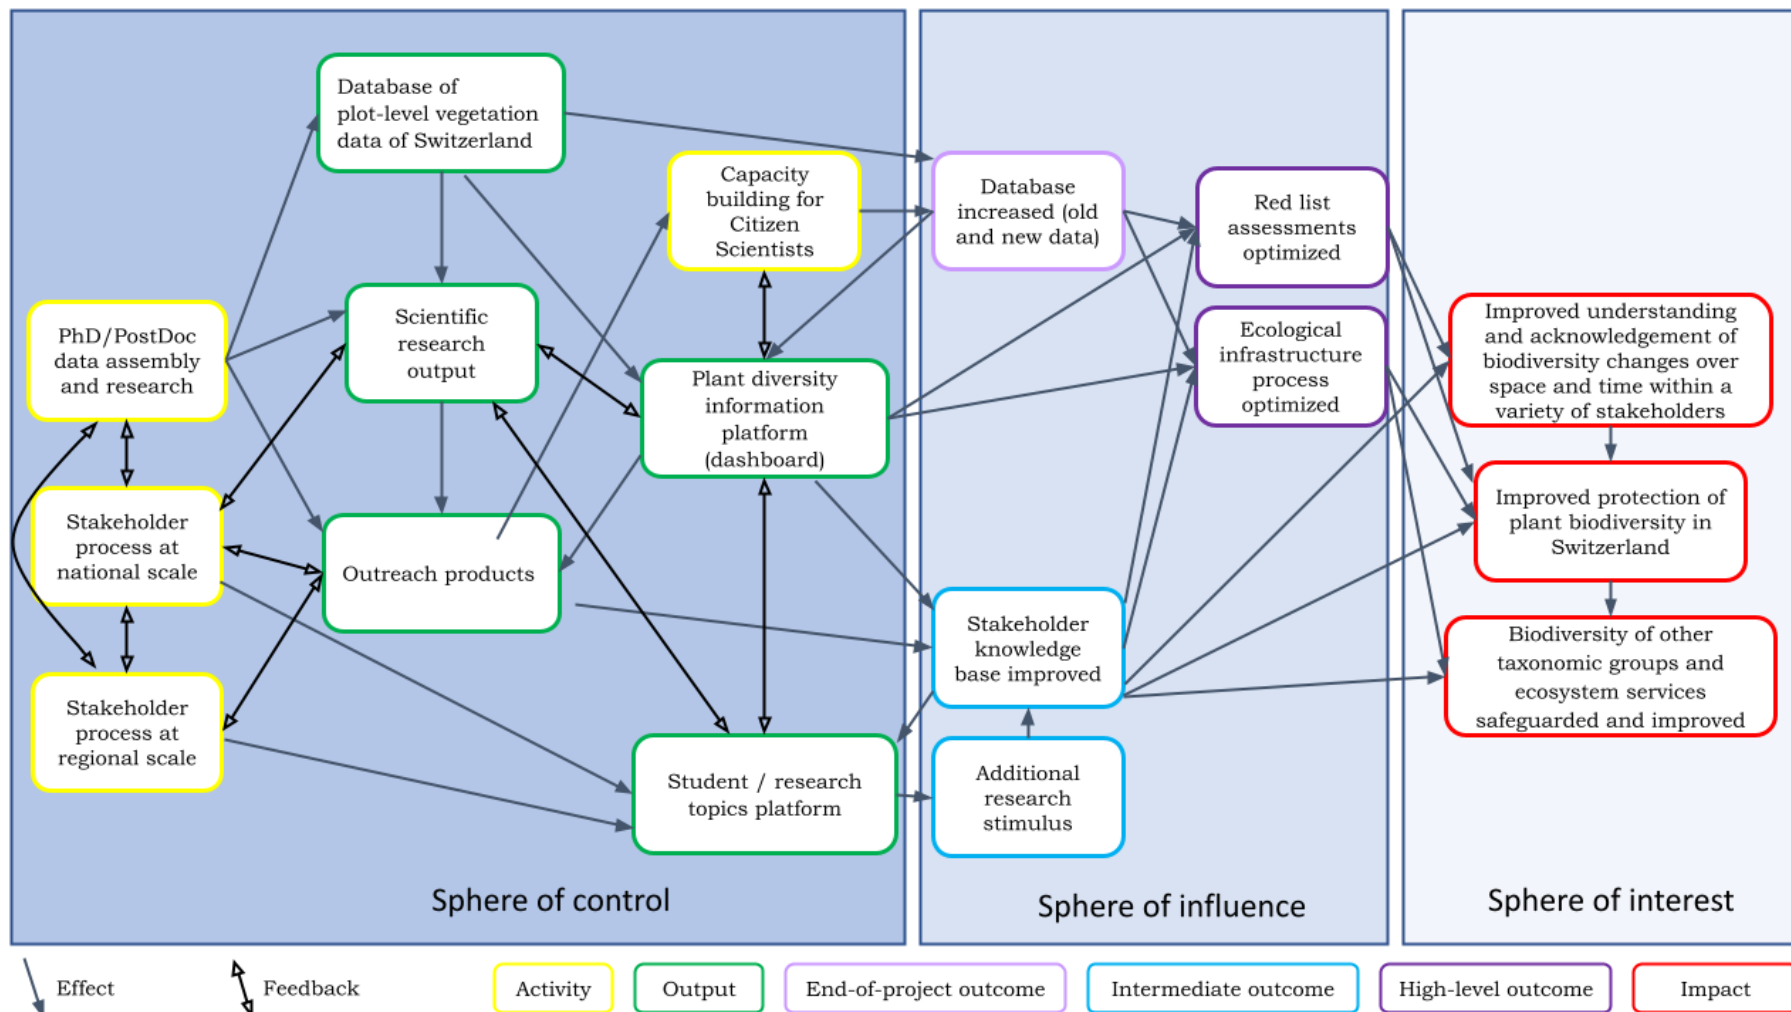 Database of
plot-level vegetation
data of Switzerland
Capacity
building for
Citizen
Scientists
PhD/PostDoc
data assembly
and research
Scientific
research
output
Plant diversity
information
platform
(dashboard)
Stakeholder
process at
national scale
Outreach products
Stakeholder
process at
regional scale
Student / research
topics platform
Sphere of control
Database
increased (old
and new data)
Red list
assessments
optimized
Ecological
infrastructure
process
optimized
Stakeholder
knowledge
base improved
Additional
research
stimulus
Sphere of influence
Improved understanding
and acknowledgement of
biodiversity changes over
space and time within a
variety of stakeholders
Improved protection of
plant biodiversity in
Switzerland
Biodiversity of other
taxonomic groups and
ecosystem services
safeguarded and improved
Sphere of interest
Effect
Feedback
Activity
Output
End-of-project outcome
Intermediate outcome
High-level outcome
Impact